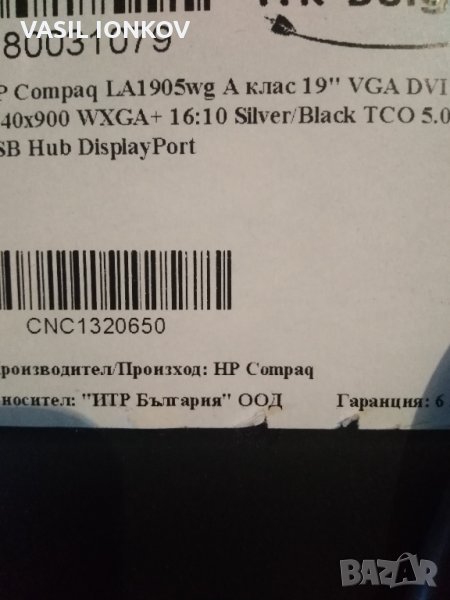 VASIL IONKOV
80031079
P Compaq LA1905wg А клас 19" VGA DVI
40x900 WXGA+ 16:10 Silver/Black TCO 5.0
SB Hub DisplayPort
CNC1320650
роизводител/Произход: HP Compaq
носител: "ИТР България" ООД Гаранция: 6
BAZAR